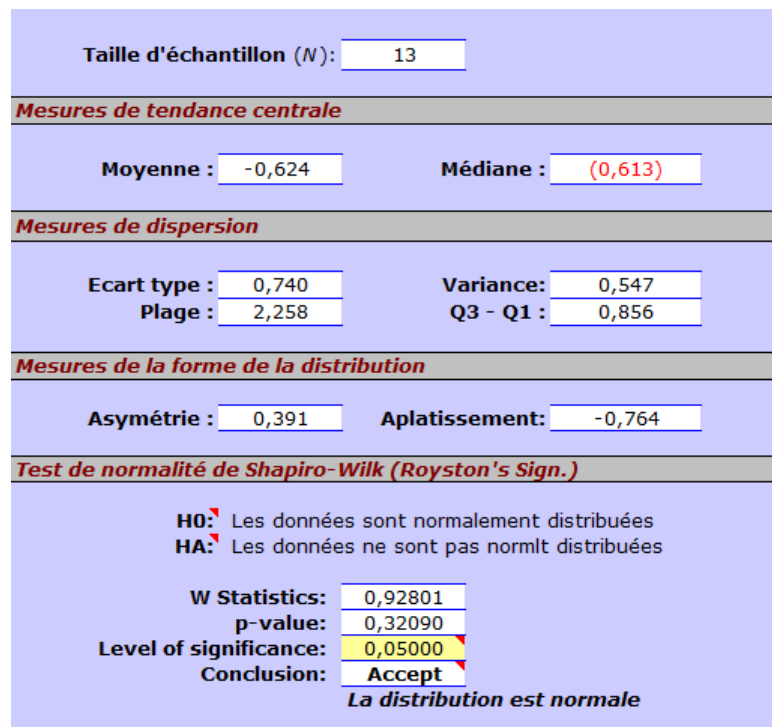 Taille d'échantillon (N): 13
Mesures de tendance centrale
Moyenne : -0,624 Médiane : (0,613)
Mesures de dispersion
Ecart type : 0,740 Variance: 0,547
Plage : 2,258 Q3 - Q1 : 0,856
Mesures de la forme de la distribution
Asymétrie : 0,391 Aplatissement: -0,764
Test de normalité de Shapiro-Wilk (Royston's Sign.)
H0: Les données sont normalement distribuées
HA: Les données ne sont pas normlt distribuées
W Statistics: 0,92801
p-value: 0,32090
Level of significance: 0,05000
Conclusion: Accept
La distribution est normale